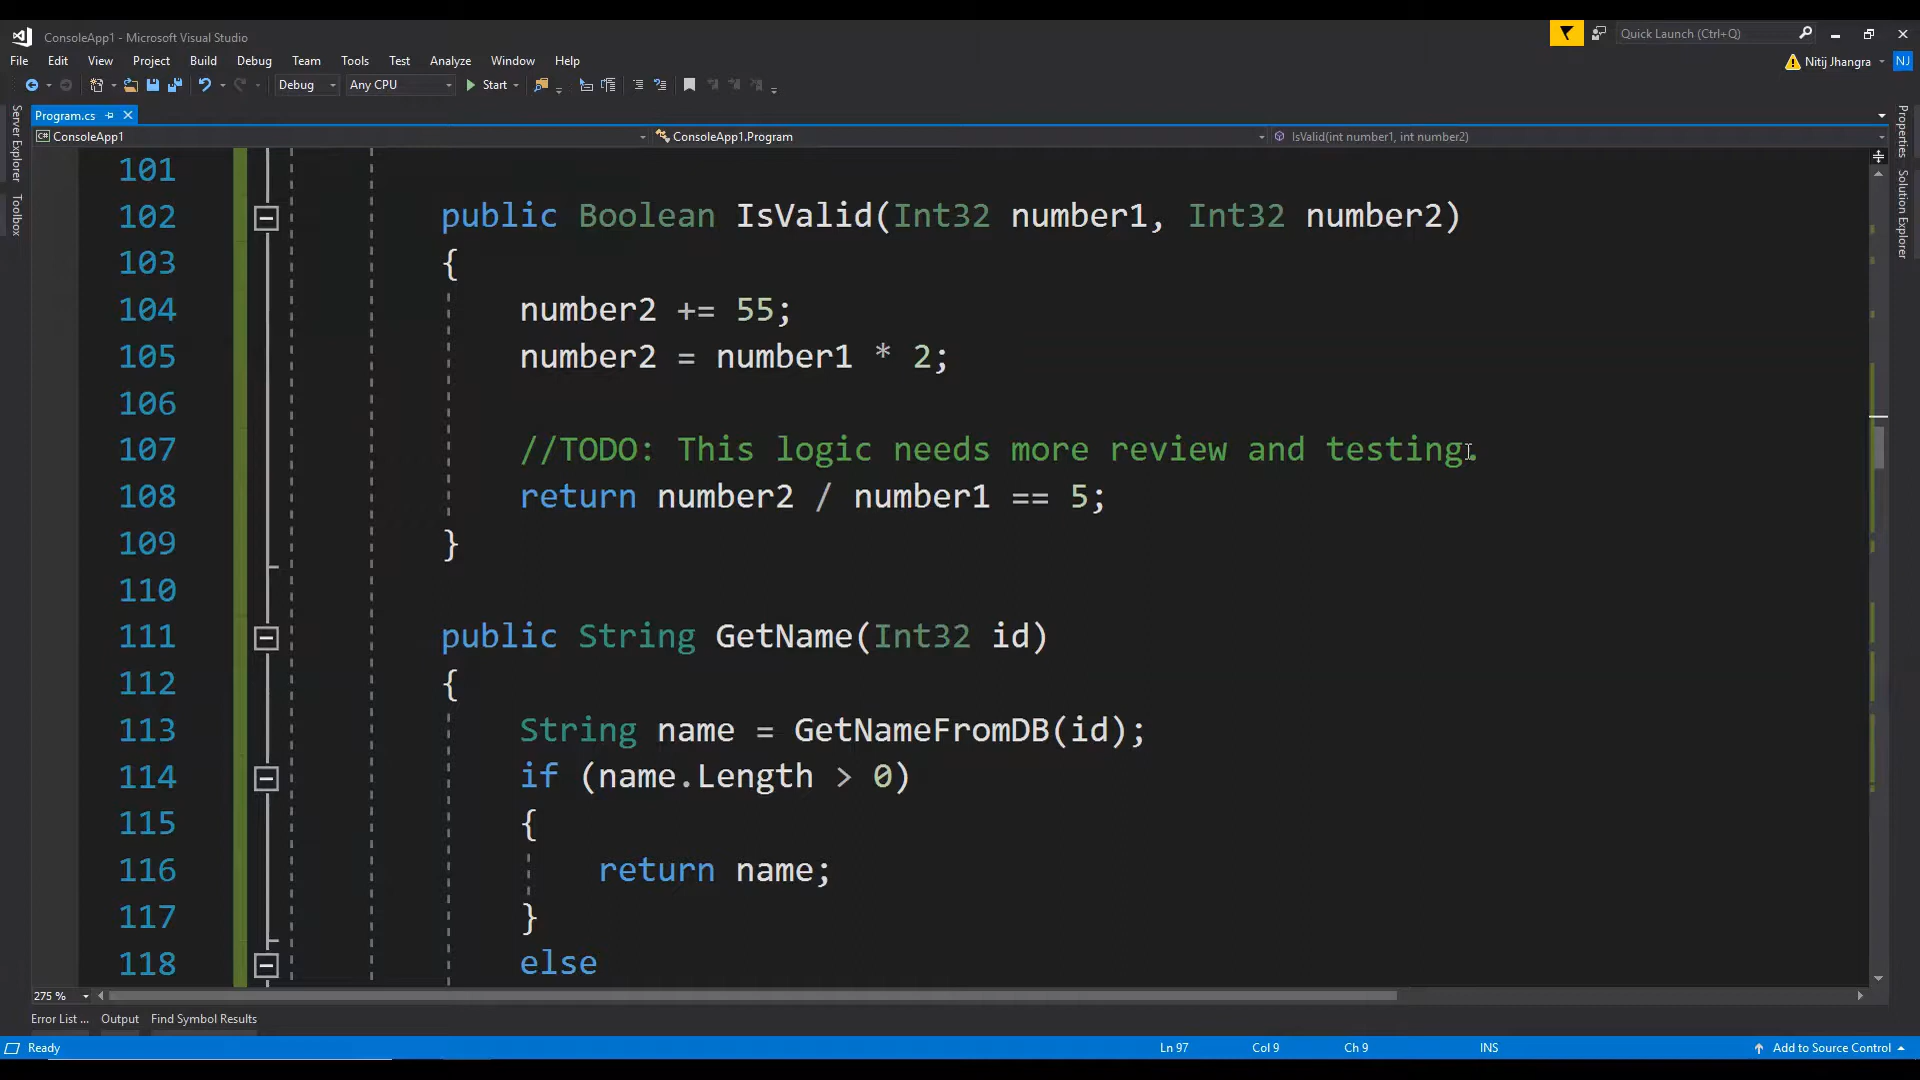 ConsoleApp1 - Microsoft Visual Studio
Quick Launch (Ctrl+Q)
File Edit View Project Build Debug Team Tools Test Analyze Window Help
Nitij Jhangra
NJ
Debug Any CPU Start
Program.cs
ConsoleApp1
ConsoleApp1.Program
IsValid(int number1, int number2)
Server Explorer
Toolbox
Properties
Solution Explorer
101
102 public Boolean IsValid(Int32 number1, Int32 number2)
103 {
104 number2 += 55;
105 number2 = number1 * 2;
106
107 //TODO: This logic needs more review and testing.
108 return number2 / number1 == 5;
109 }
110
111 public String GetName(Int32 id)
112 {
113 String name = GetNameFromDB(id);
114 if (name.Length > 0)
115 {
116 return name;
117 }
118 else
275 %
Error List ... Output Find Symbol Results
Ready Ln 97 Col 9 Ch 9 INS Add to Source Control